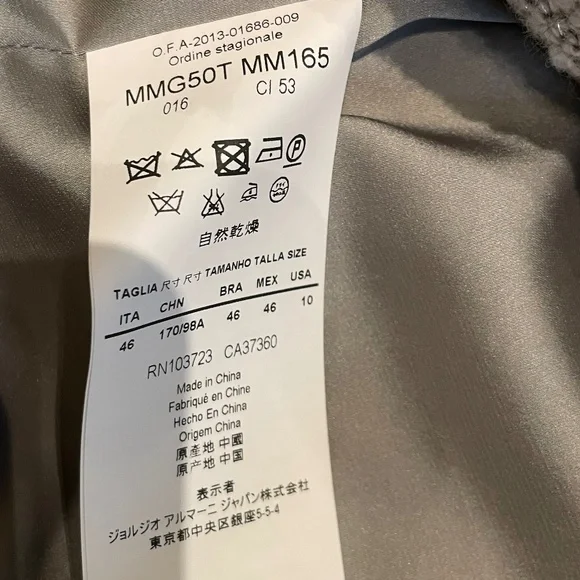 O.F.A-2013-01686-009
Ordine stagionale
MMG50T MM165
016 CI 53
P
自然乾燥
TAGLIA 尺寸 尺寸 TAMANHO TALLA SIZE
ITA CHN BRA MEX USA
46 170/98A 46 46 10
RN103723 CA37360
Made in China
Fabriqué en Chine
Hecho En China
Origem China
原產地 中國
原产地 中国
表示者
ジョルジオ アルマーニ ジャパン株式会社
東京都中央区銀座5-5-4